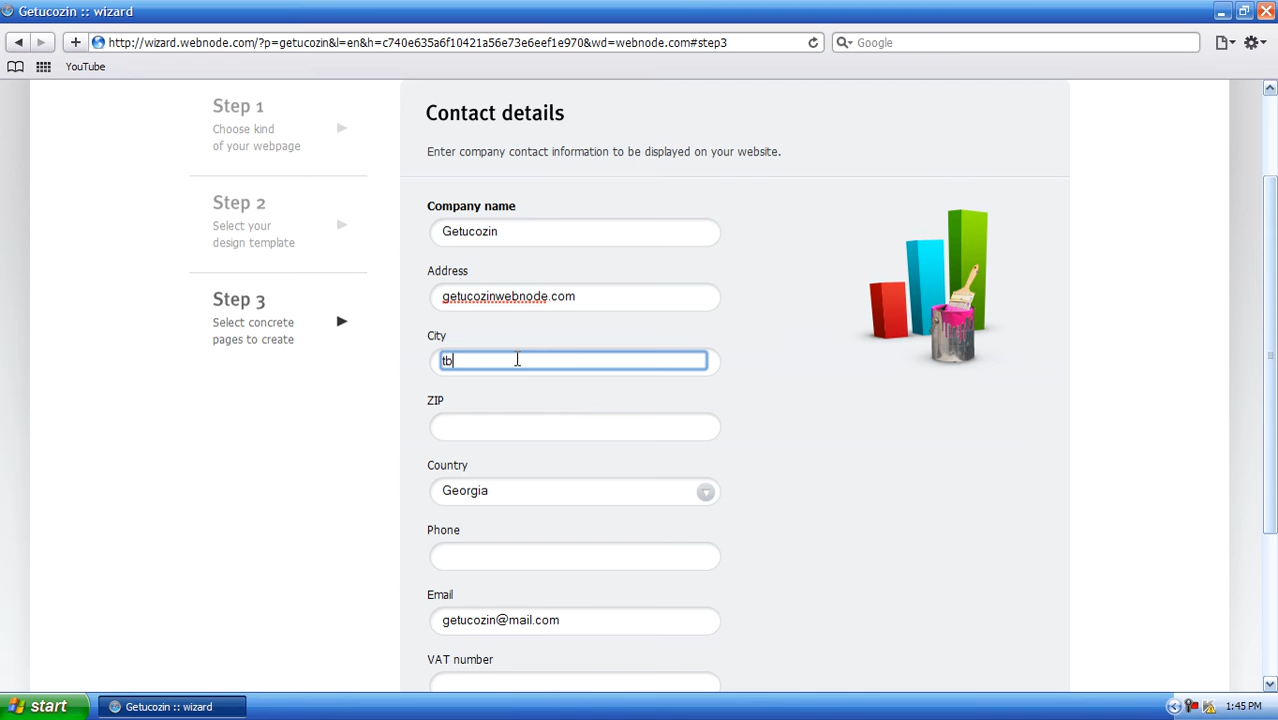 Getucozin :: wizard
http://wizard.webnode.com/?p=getucozin&l=en&h=c740e635a6f10421a56e73e6eef1e970&wd=webnode.com#step3
Google
YouTube
Step 1
Choose kind
of your webpage
Step 2
Select your
design template
Step 3
Select concrete
pages to create
Contact details
Enter company contact information to be displayed on your website.
Company name
Getucozin
Address
getucozinwebnode.com
City
tb
ZIP
Country
Georgia
Phone
Email
getucozin@mail.com
VAT number
start
Getucozin :: wizard
1:45 PM